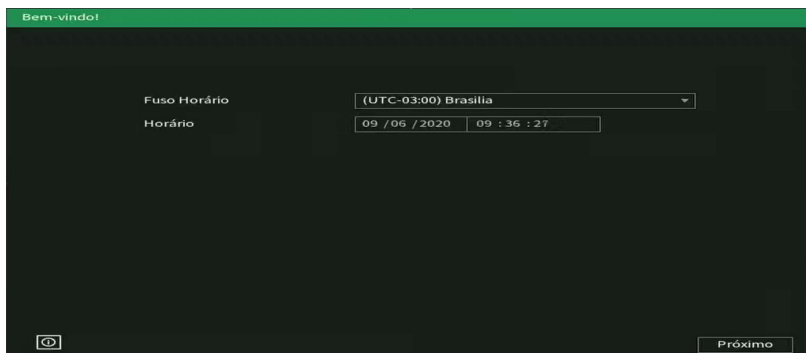 Bem-vindo!
Fuso Horário (UTC-03:00) Brasilia
Horário 09 /06 /2020 09 : 36 : 27
Próximo